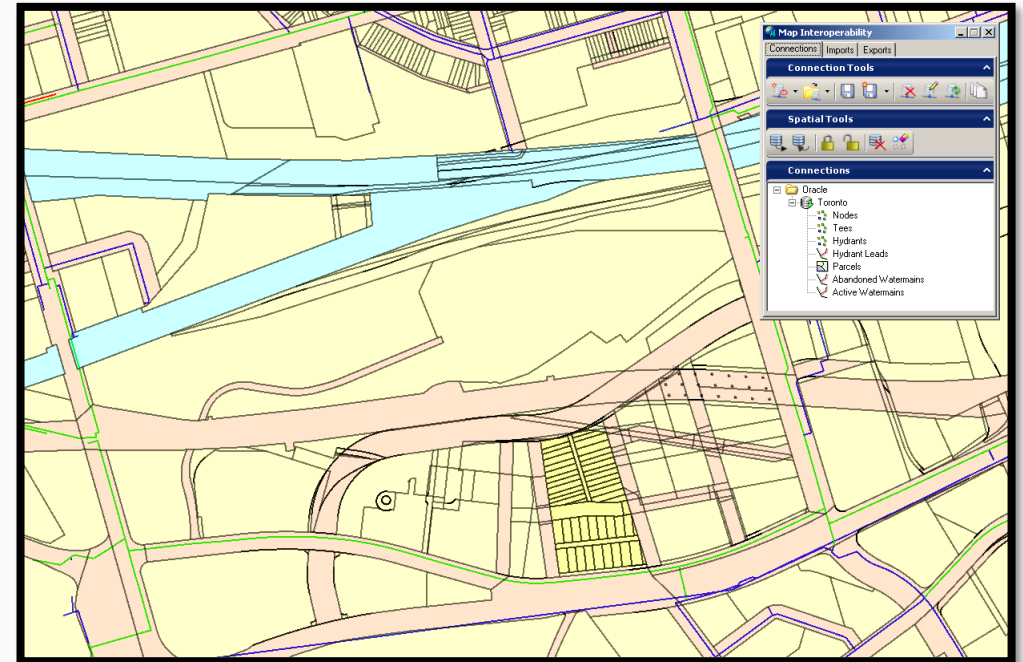 Map Interoperability
Connections Imports Exports
Connection Tools
Spatial Tools
Connections
Oracle
Toronto
Nodes
Tees
Hydrants
Hydrant Leads
Parcels
Abandoned Watermains
Active Watermains